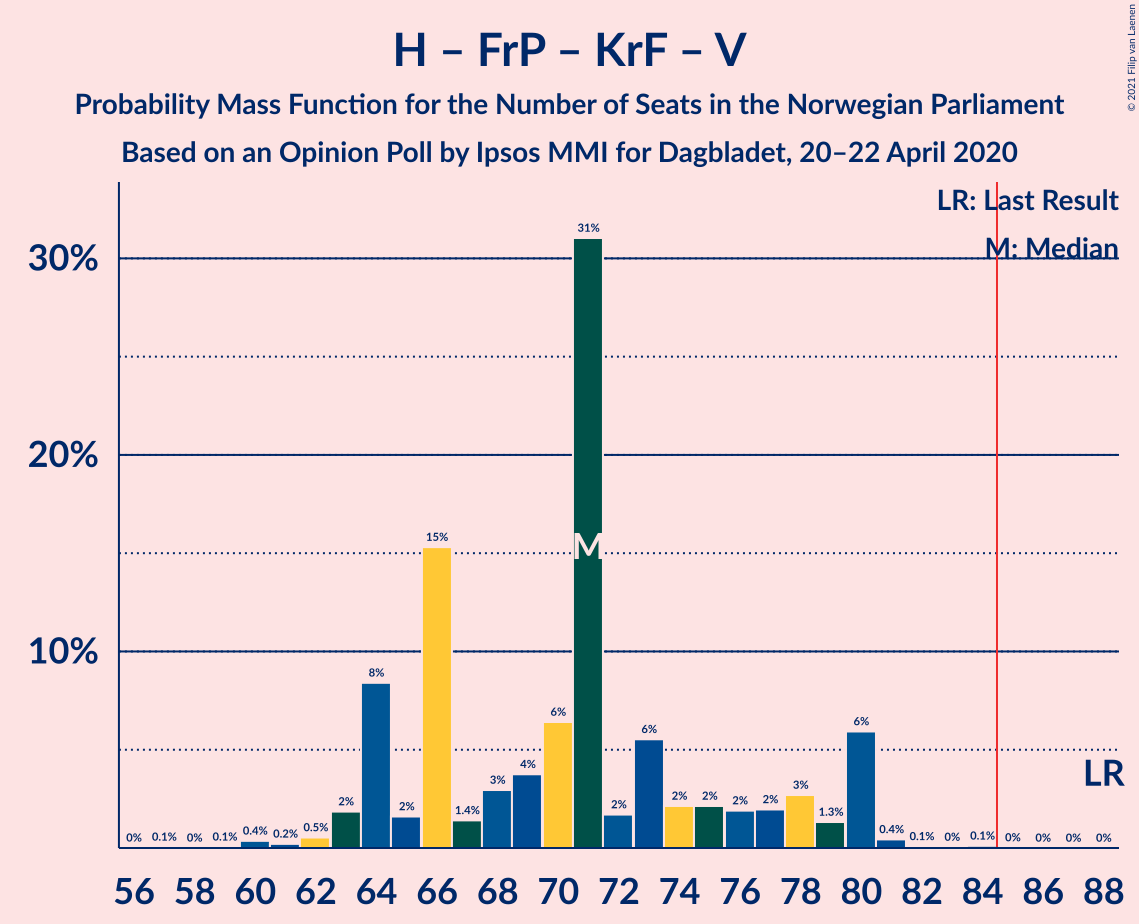 H – FrP – KrF – V
Probability Mass Function for the Number of Seats in the Norwegian Parliament
Based on an Opinion Poll by Ipsos MMI for Dagbladet, 20–22 April 2020
© 2021 Filip van Laenen
LR: Last Result
M: Median
30%
20%
10%
0% 0.1% 0% 0.1% 0.4% 0.2% 0.5% 2% 8% 2% 15% 1.4% 3% 4% 6% 31% 2% 6% 2% 2% 2% 2% 3% 1.3% 6% 0.4% 0.1% 0% 0.1% 0% 0% 0% 0%
M
LR
56 58 60 62 64 66 68 70 72 74 76 78 80 82 84 86 88